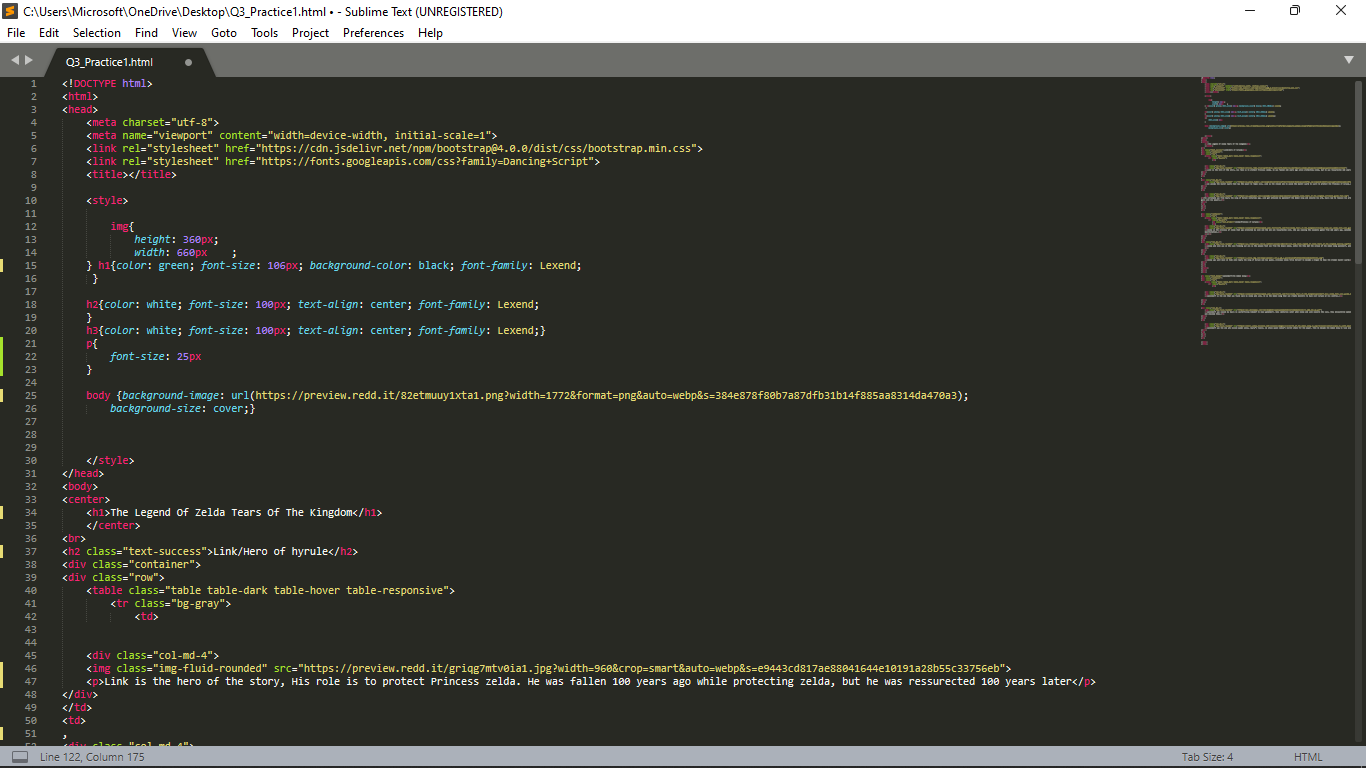 C:\Users\Microsoft\OneDrive\Desktop\Q3_Practice1.html • - Sublime Text (UNREGISTERED)
File Edit Selection Find View Goto Tools Project Preferences Help
Q3_Practice1.html
1 <!DOCTYPE html>
2 <html>
3 <head>
4 <meta charset="utf-8">
5 <meta name="viewport" content="width=device-width, initial-scale=1">
6 <link rel="stylesheet" href="https://cdn.jsdelivr.net/npm/bootstrap@4.0.0/dist/css/bootstrap.min.css">
7 <link rel="stylesheet" href="https://fonts.googleapis.com/css?family=Dancing+Script">
8 <title></title>
9
10 <style>
11
12 img{
13 height: 360px;
14 width: 660px    ;
15 } h1{color: green; font-size: 106px; background-color: black; font-family: Lexend;
16 }
17
18 h2{color: white; font-size: 100px; text-align: center; font-family: Lexend;
19 }
20 h3{color: white; font-size: 100px; text-align: center; font-family: Lexend;}
21 p{
22 font-size: 25px
23 }
24
25 body {background-image: url(https://preview.redd.it/82etmuuy1xta1.png?width=1772&format=png&auto=webp&s=384e878f80b7a87dfb31b14f885aa8314da470a3);
26 background-size: cover;}
27
28
29
30 </style>
31 </head>
32 <body>
33 <center>
34 <h1>The Legend Of Zelda Tears Of The Kingdom</h1>
35 </center>
36 <br>
37 <h2 class="text-success">Link/Hero of hyrule</h2>
38 <div class="container">
39 <div class="row">
40 <table class="table table-dark table-hover table-responsive">
41 <tr class="bg-gray">
42 <td>
43
44
45 <div class="col-md-4">
46 <img class="img-fluid-rounded" src="https://preview.redd.it/griqg7mtv0ia1.jpg?width=960&crop=smart&auto=webp&s=e9443cd817ae88041644e10191a28b55c33756eb">
47 <p>Link is the hero of the story, His role is to protect Princess zelda. He was fallen 100 years ago while protecting zelda, but he was ressurected 100 years later</p>
48 </div>
49 </td>
50 <td>
51 ,
52 <div class="col-md-4">
Line 122, Column 175 Tab Size: 4 HTML